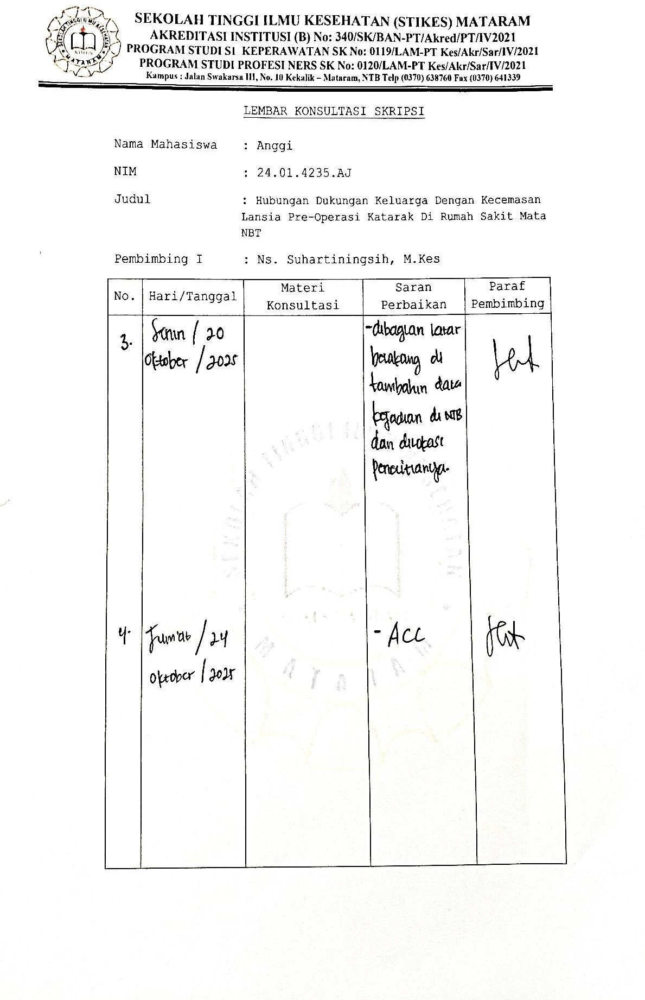 SEKOLAH TINGGI ILMU KESEHATAN (STIKES) MATARAM
AKREDITASI INSTITUSI (B) No: 340/SK/BAN-PT/Akred/PT/IV2021
PROGRAM STUDI S1 KEPERAWATAN SK No: 0119/LAM-PT Kes/Akr/Sar/IV/2021
PROGRAM STUDI PROFESI NERS SK No: 0120/LAM-PT Kes/Akr/Sar/IV/2021
Kampus : Jalan Swakarsa III, No. 10 Kekalik – Mataram, NTB Telp (0370) 638760 Fax (0370) 641339
SEKOLAH TINGGI ILMU KESEHATAN
MATARAM
LEMBAR KONSULTASI SKRIPSI
Nama Mahasiswa : Anggi
NIM : 24.01.4235.AJ
Judul : Hubungan Dukungan Keluarga Dengan Kecemasan
Lansia Pre-Operasi Katarak Di Rumah Sakit Mata
NBT
Pembimbing I : Ns. Suhartiningsih, M.Kes
No. Hari/Tanggal Materi Konsultasi Saran Perbaikan Paraf Pembimbing
3. Senin / 20 -dibagian latar
Oktober / 2025 belakang di
tambahin data
kejadian di NTB
dan dilokasi
penelitianya.
4. Jum'at / 24 - ACC
Oktober / 2025